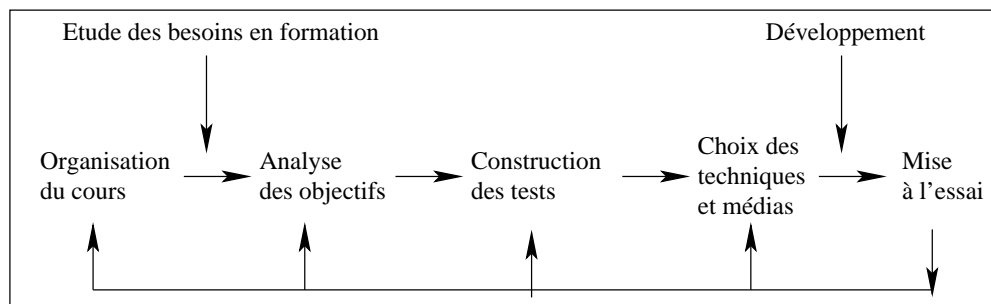 Etude des besoins en formation
Développement
Organisation
du cours
Analyse
des objectifs
Construction
des tests
Choix des
techniques
et médias
Mise
à l'essai